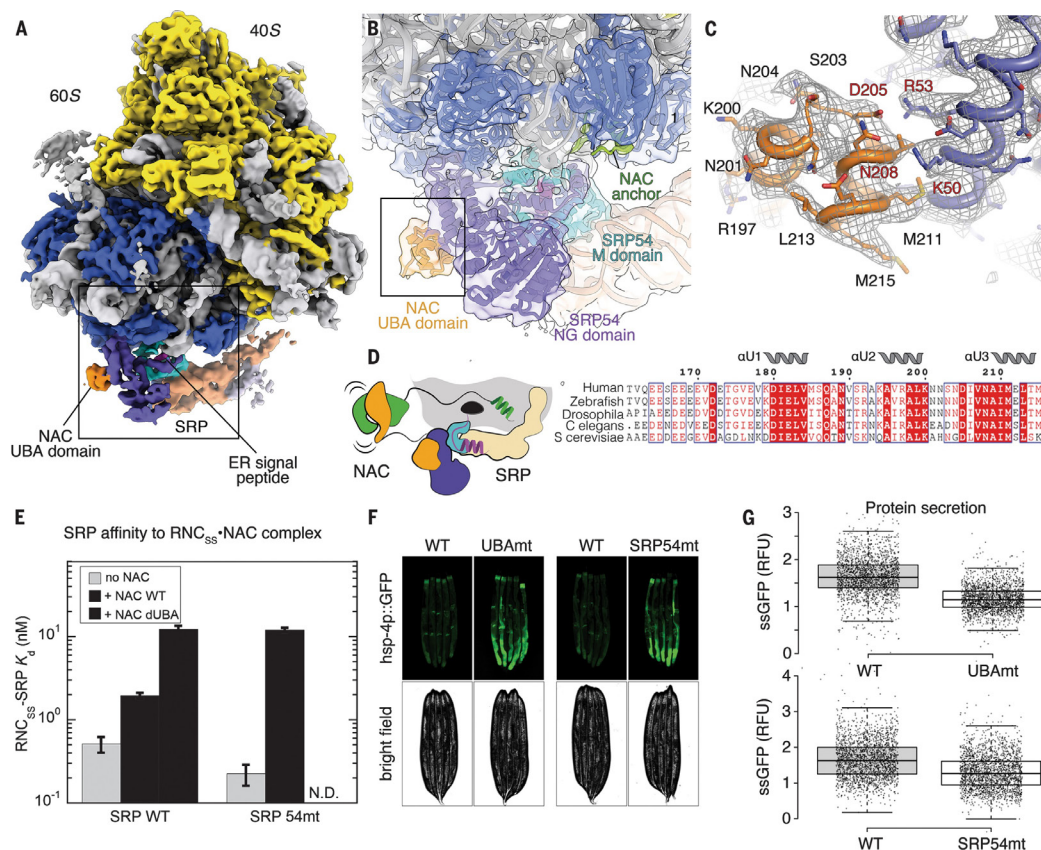 A
40S
60S
NAC
UBA domain
SRP
ER signal
peptide
B
1
NAC
anchor
SRP54
M domain
NAC
UBA domain
SRP54
NG domain
C
S203
N204
D205
R53
K200
N201
N208
K50
R197
L213
M211
M215
D
NAC
SRP
αU1 αU2 αU3
170 180 190 200 210
Human TVQEESEEEEVDETGVEVKDIELVMSQANVSRAKAVRALKNNSNDIVNAIMELTM
Zebrafish
Drosophila
C elegans
S cerevisiae
E
SRP affinity to RNCss•NAC complex
no NAC
+ NAC WT
+ NAC dUBA
RNCss-SRP Kd (nM)
10¹
10⁰
10⁻¹
N.D.
SRP WT SRP 54mt
F
WT UBAmt WT SRP54mt
hsp-4p::GFP
bright field
G
Protein secretion
ssGFP (RFU)
3
2
1
0
WT UBAmt
ssGFP (RFU)
3
2
1
0
WT SRP54mt